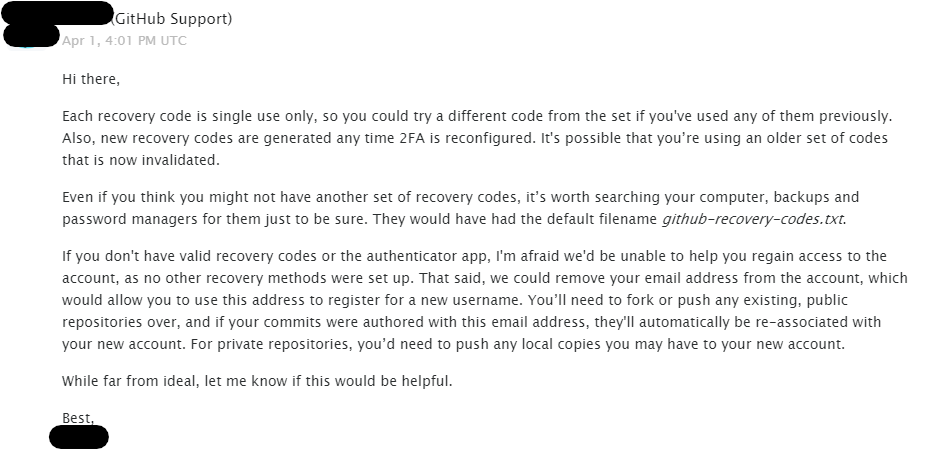 (GitHub Support)
Apr 1, 4:01 PM UTC
Hi there,
Each recovery code is single use only, so you could try a different code from the set if you've used any of them previously.
Also, new recovery codes are generated any time 2FA is reconfigured. It's possible that you’re using an older set of codes
that is now invalidated.
Even if you think you might not have another set of recovery codes, it’s worth searching your computer, backups and
password managers for them just to be sure. They would have had the default filename github-recovery-codes.txt.
If you don't have valid recovery codes or the authenticator app, I'm afraid we'd be unable to help you regain access to the
account, as no other recovery methods were set up. That said, we could remove your email address from the account, which
would allow you to use this address to register for a new username. You’ll need to fork or push any existing, public
repositories over, and if your commits were authored with this email address, they'll automatically be re-associated with
your new account. For private repositories, you’d need to push any local copies you may have to your new account.
While far from ideal, let me know if this would be helpful.
Best,